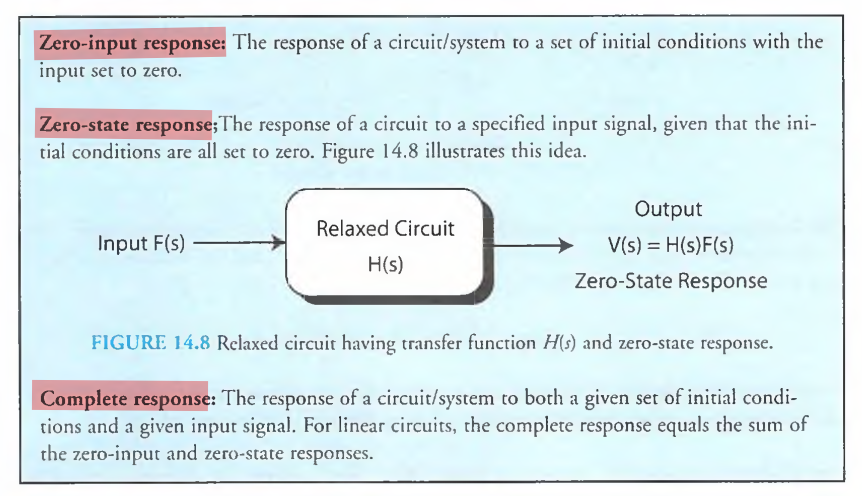 Zero-input response: The response of a circuit/system to a set of initial conditions with the
input set to zero.
Zero-state response;The response of a circuit to a specified input signal, given that the ini-
tial conditions are all set to zero. Figure 14.8 illustrates this idea.
Input F(s)
Relaxed Circuit
H(s)
Output
V(s) = H(s)F(s)
Zero-State Response
FIGURE 14.8 Relaxed circuit having transfer function H(s) and zero-state response.
Complete response: The response of a circuit/system to both a given set of initial condi-
tions and a given input signal. For linear circuits, the complete response equals the sum of
the zero-input and zero-state responses.